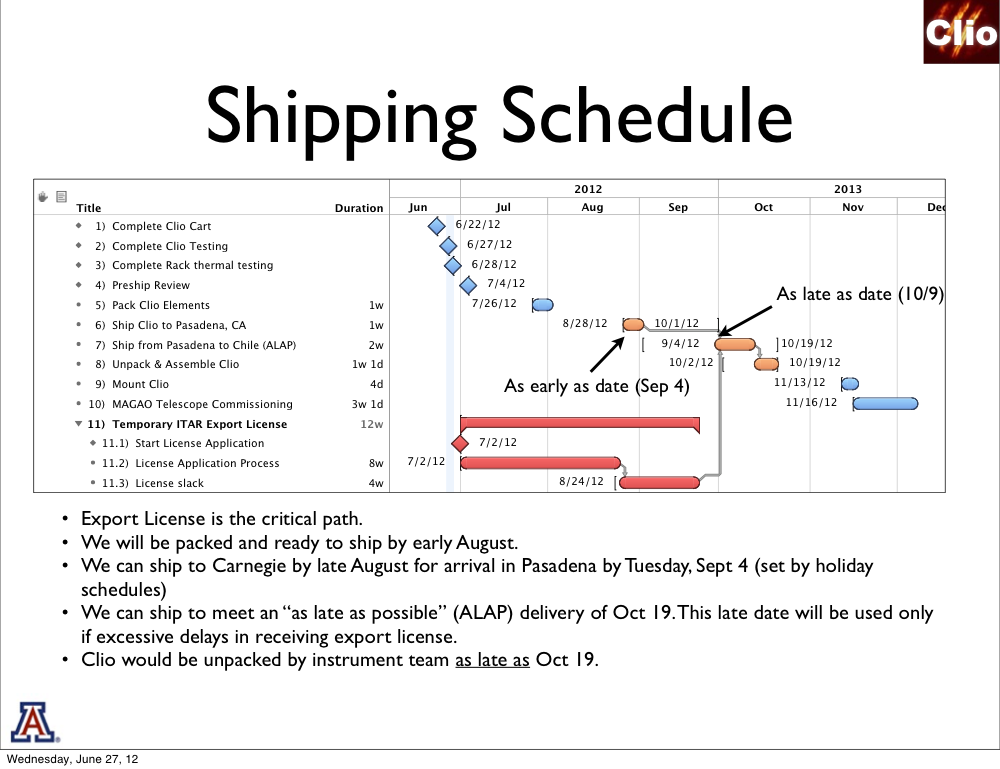 Clio
Shipping Schedule
2012 2013
Title Duration Jun Jul Aug Sep Oct Nov Dec
1) Complete Clio Cart 6/22/12
2) Complete Clio Testing 6/27/12
3) Complete Rack thermal testing 6/28/12
4) Preship Review 7/4/12
5) Pack Clio Elements 1w 7/26/12
As late as date (10/9)
6) Ship Clio to Pasadena, CA 1w 8/28/12 10/1/12
7) Ship from Pasadena to Chile (ALAP) 2w 9/4/12 10/19/12
8) Unpack & Assemble Clio 1w 1d 10/2/12 10/19/12
9) Mount Clio 4d 11/13/12
As early as date (Sep 4)
10) MAGAO Telescope Commissioning 3w 1d 11/16/12
11) Temporary ITAR Export License 12w
11.1) Start License Application 7/2/12
11.2) License Application Process 8w 7/2/12
11.3) License slack 4w 8/24/12
• Export License is the critical path.
• We will be packed and ready to ship by early August.
• We can ship to Carnegie by late August for arrival in Pasadena by Tuesday, Sept 4 (set by holiday
schedules)
• We can ship to meet an “as late as possible” (ALAP) delivery of Oct 19. This late date will be used only
if excessive delays in receiving export license.
• Clio would be unpacked by instrument team as late as Oct 19.
A
Wednesday, June 27, 12